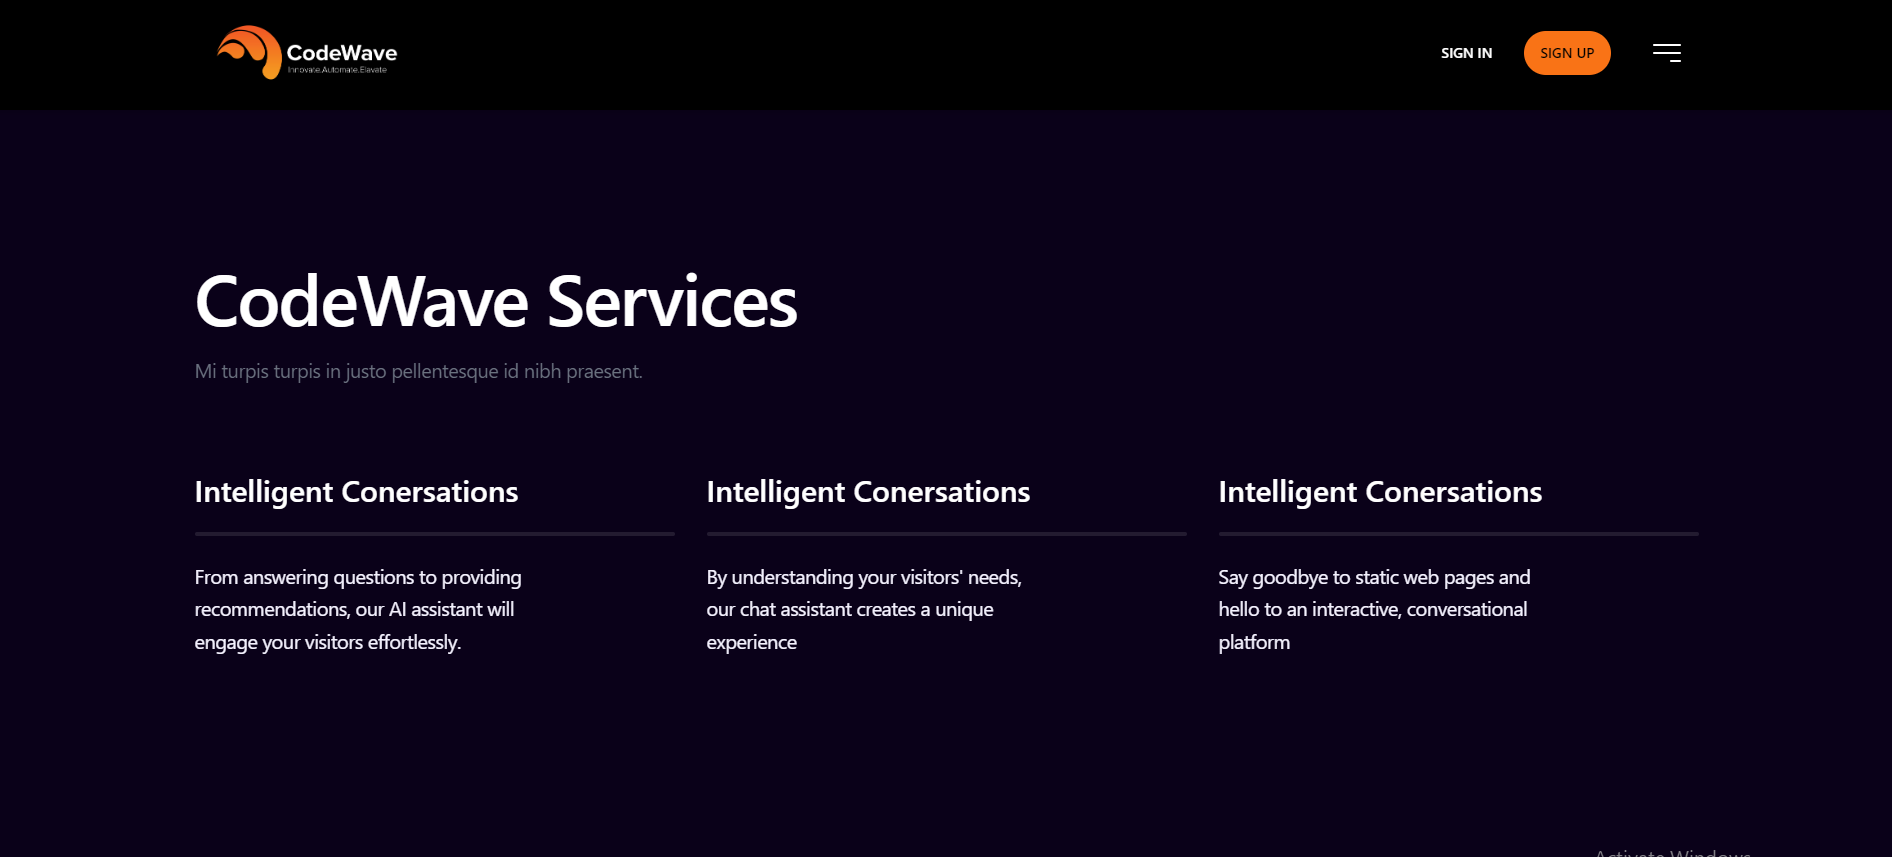 CodeWave
Innovate.Automate.Elavate
SIGN IN
SIGN UP
CodeWave Services
Mi turpis turpis in justo pellentesque id nibh praesent.
Intelligent Conersations
Intelligent Conersations
Intelligent Conersations
From answering questions to providing
recommendations, our AI assistant will
engage your visitors effortlessly.
By understanding your visitors' needs,
our chat assistant creates a unique
experience
Say goodbye to static web pages and
hello to an interactive, conversational
platform
Activate Windows